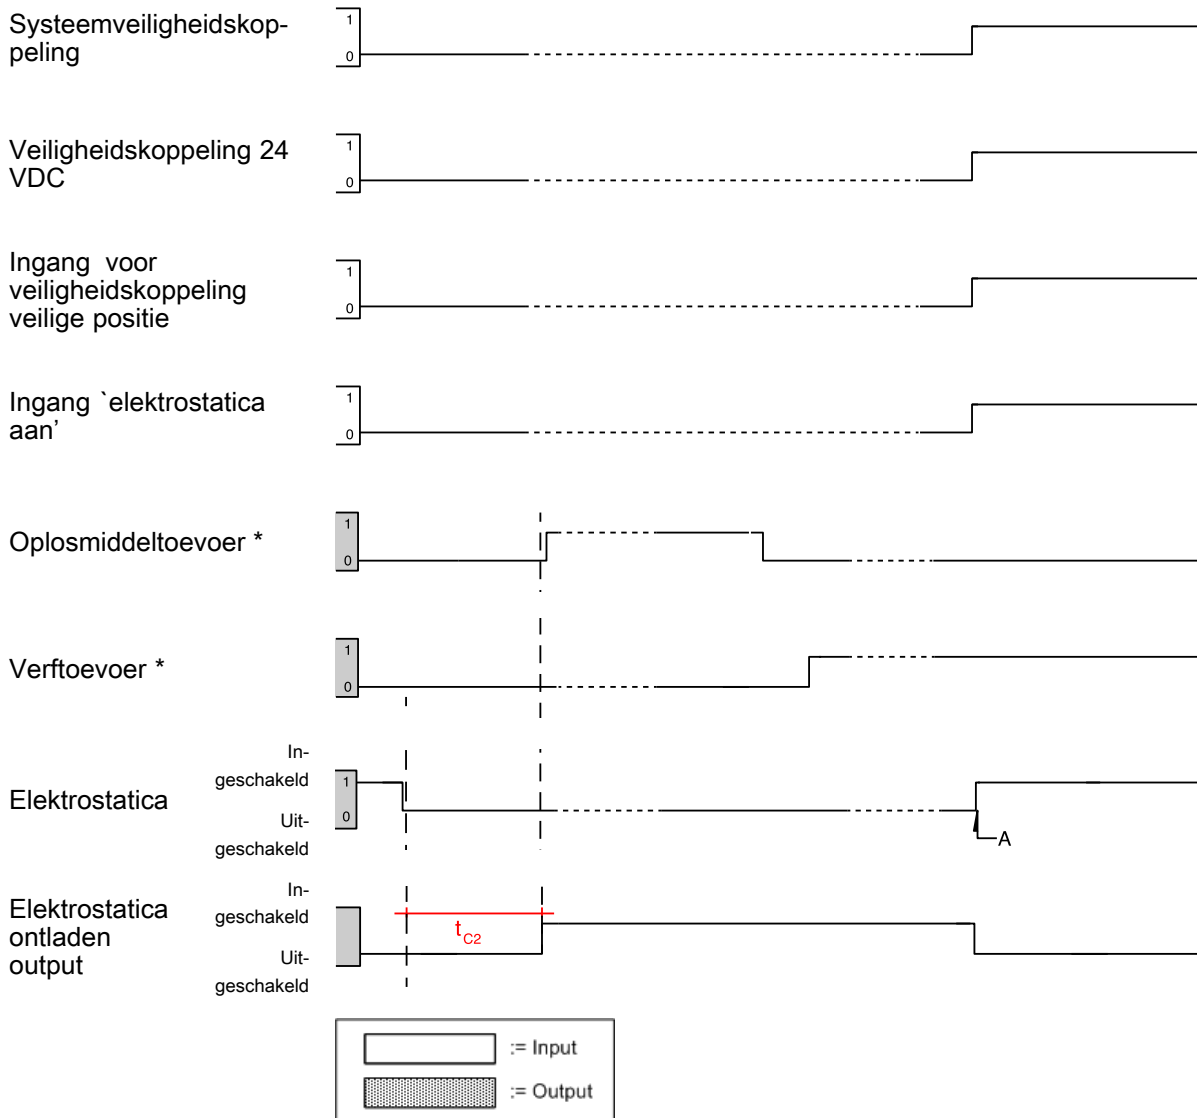 Systeemveiligheidskop-
peling
1
0
Veiligheidskoppeling 24
VDC
1
0
Ingang voor
veiligheidskoppeling
veilige positie
1
0
Ingang `elektrostatica
aan’
1
0
Oplosmiddeltoevoer *
1
0
Verftoevoer *
1
0
Elektrostatica
In-
geschakeld
Uit-
geschakeld
1
0
A
Elektrostatica
ontladen
output
In-
geschakeld
Uit-
geschakeld
tC2
:= Input
:= Output